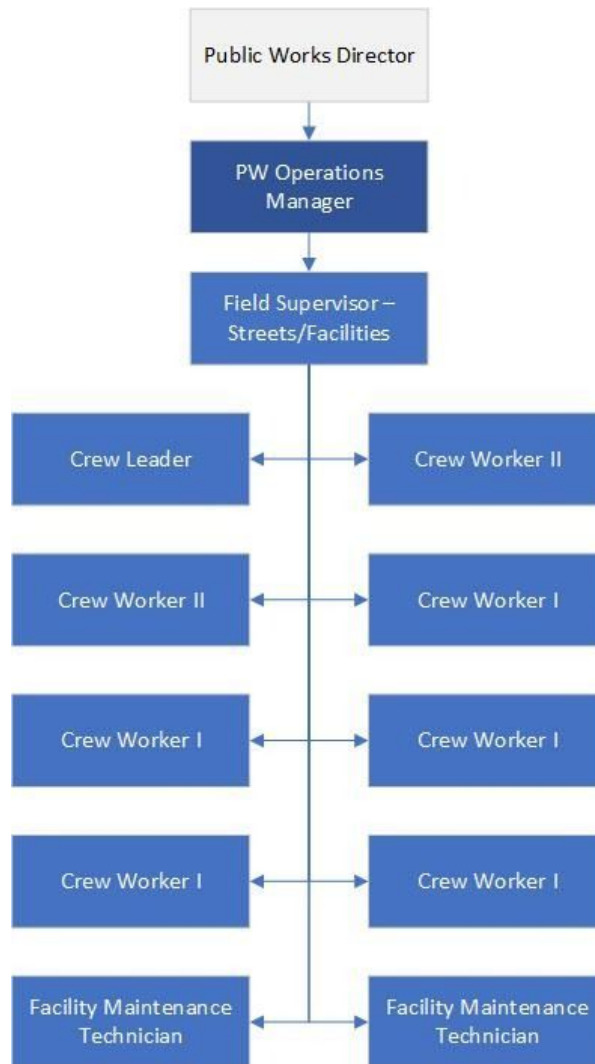 Public Works Director
PW Operations
Manager
Field Supervisor –
Streets/Facilities
Crew Leader
Crew Worker II
Crew Worker II
Crew Worker I
Crew Worker I
Crew Worker I
Crew Worker I
Crew Worker I
Facility Maintenance
Technician
Facility Maintenance
Technician